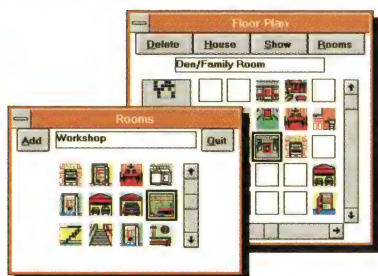 Floor Plan
Delete House Show Rooms
Den/Family Room
Rooms
Add Workshop Quit